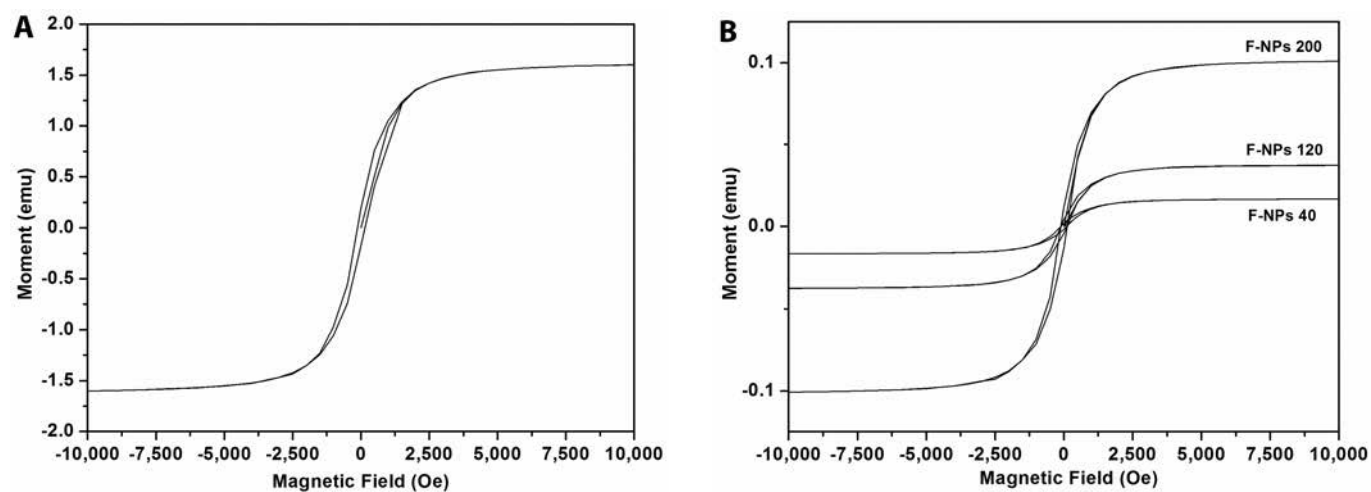 A
2.0
1.5
1.0
0.5
0.0
-0.5
-1.0
-1.5
-2.0
Moment (emu)
-10,000 -7,500 -5,000 -2,500 0 2,500 5,000 7,500 10,000
Magnetic Field (Oe)
B
0.1
0.0
-0.1
Moment (emu)
F-NPs 200
F-NPs 120
F-NPs 40
-10,000 -7,500 -5,000 -2,500 0 2,500 5,000 7,500 10,000
Magnetic Field (Oe)